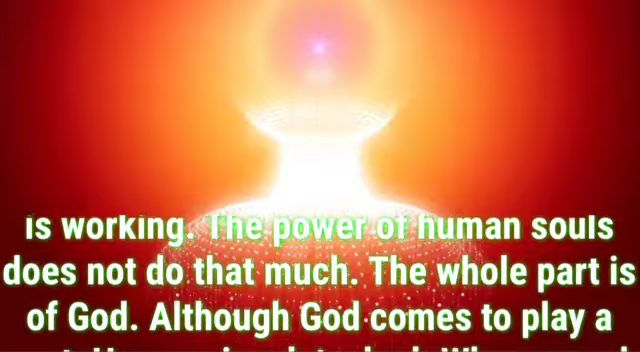 is working. The power of human souls
does not do that much. The whole part is
of God. Although God comes to play a